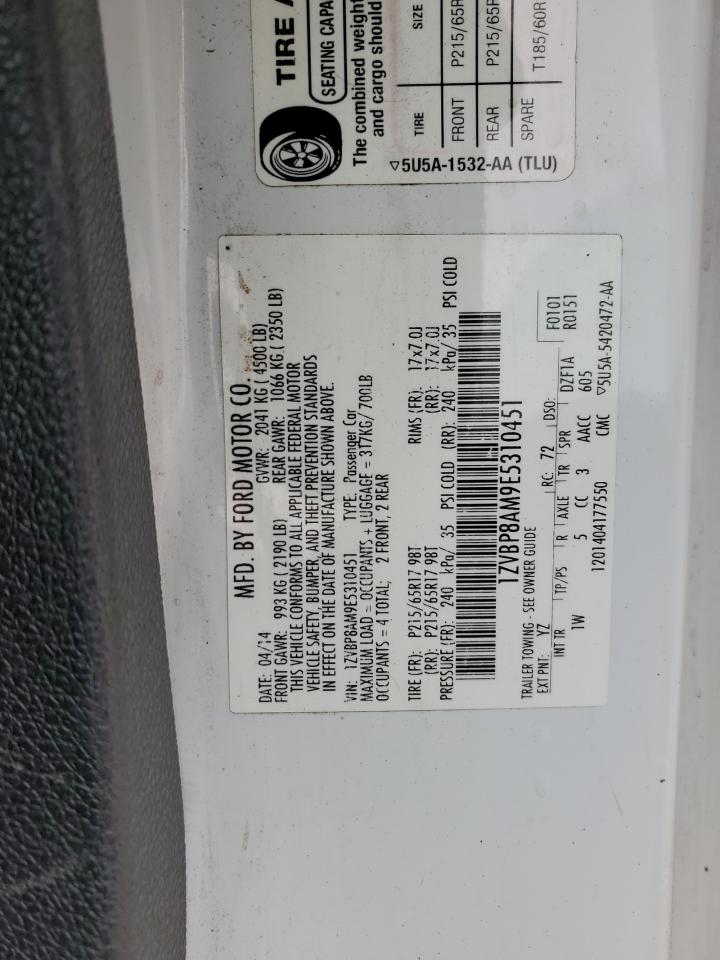 MFD. BY FORD MOTOR CO.
DATE: 04/14 GVWR: 2041 KG ( 4500 LB)
FRONT GAWR: 993 KG ( 2190 LB) REAR GAWR: 1066 KG ( 2350 LB)
THIS VEHICLE CONFORMS TO ALL APPLICABLE FEDERAL MOTOR
VEHICLE SAFETY, BUMPER, AND THEFT PREVENTION STANDARDS
IN EFFECT ON THE DATE OF MANUFACTURE SHOWN ABOVE.
VIN: 1ZVBP8AM9E5310451 TYPE: Passenger Car
MAXIMUM LOAD = OCCUPANTS + LUGGAGE = 317KG/ 700LB
OCCUPANTS = 4 TOTAL; 2 FRONT, 2 REAR
TIRE (FR): P215/65R17 98T RIMS (FR): 17x7.0J
(RR): P215/65R17 98T (RR): 17x7.0J
PRESSURE (FR): 240 kPa/ 35 PSI COLD (RR): 240 kPa/ 35 PSI COLD
1ZVBP8AM9E5310451
TRAILER TOWING - SEE OWNER GUIDE
EXT PNT: YZ RC: 72 DSO: F0101
R0151
INT TR TP/PS R AXLE TR SPR DZF1A
1W 5 CC 3 AACC 605
1201404177550 CMC ▽5U5A-5420472-AA
TIRE A
SEATING CAPA
The combined weight
and cargo should
TIRE SIZE
FRONT P215/65R
REAR P215/65R
SPARE T185/60R
▽5U5A-1532-AA (TLU)